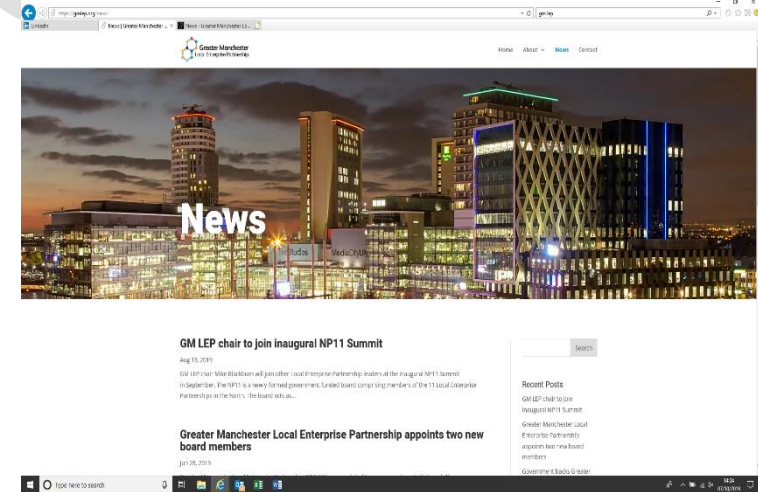 https://gmlep.org/news
gm lep
LinkedIn
News | Greater Manchester ...
News - Greater Manchester Lo...
Greater Manchester
Local Enterprise Partnership
Home About News Contact
News
Studios
MediaCityUK
GM LEP chair to join inaugural NP11 Summit
Aug 13, 2019
GM LEP chair Mike Blackburn will join other Local Enterprise Partnership leaders at the inaugural NP11 Summit
in September. The NP11 is a newly formed government funded board comprising members of the 11 Local Enterprise
Partnerships in the North. The board acts as...
Search
Recent Posts
GM LEP chair to join
inaugural NP11 Summit
Greater Manchester Local
Enterprise Partnership
appoints two new board
members
Government backs Greater
Greater Manchester Local Enterprise Partnership appoints two new
board members
Jan 28, 2019
Type here to search
14:24